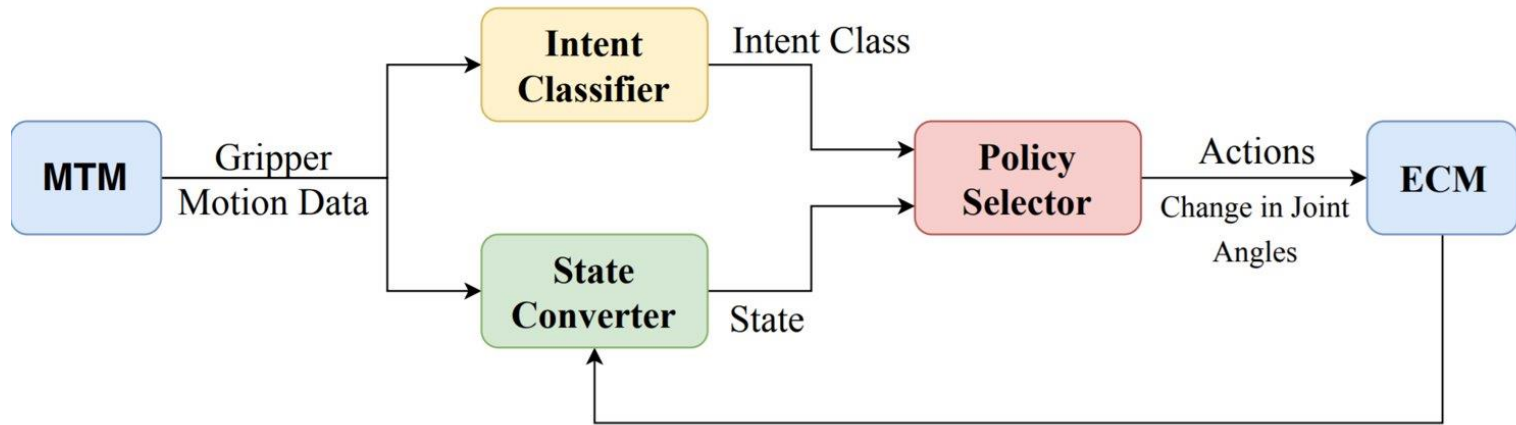 MTM
Gripper
Motion Data
Intent
Classifier
Intent Class
State
Converter
State
Policy
Selector
Actions
Change in Joint
Angles
ECM